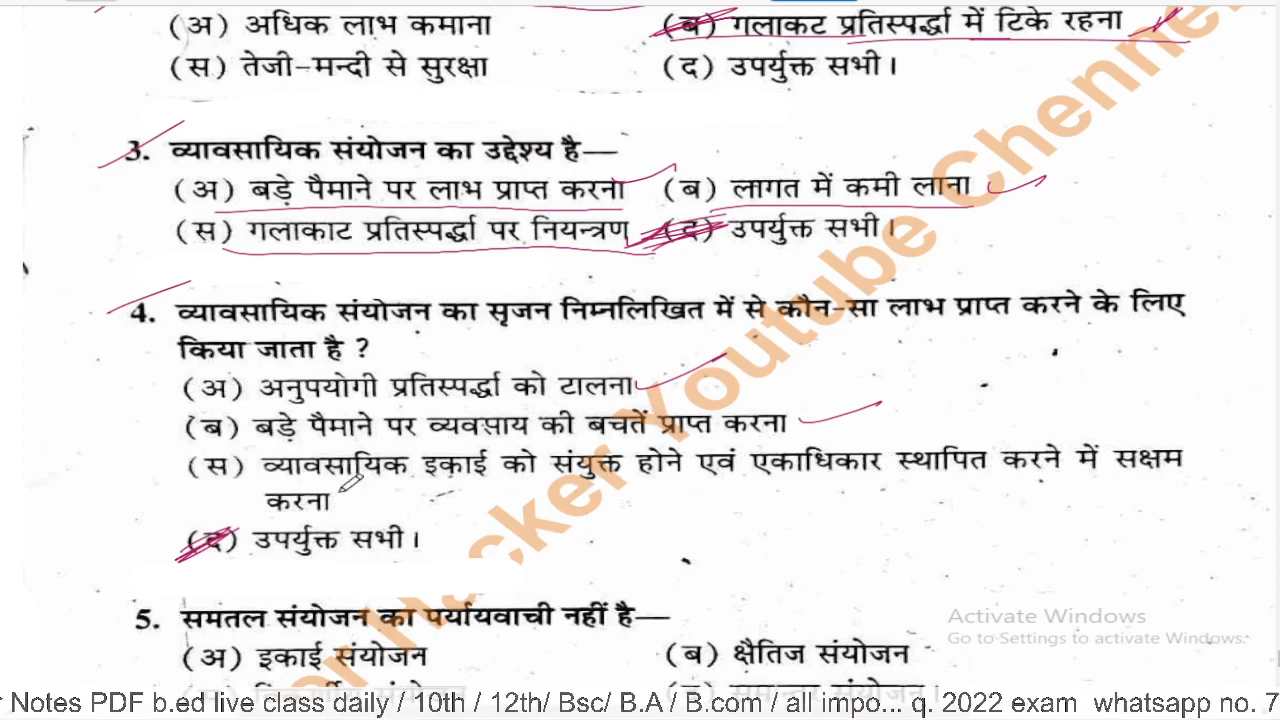 (अ) अधिक लाभ कमाना (ब) गलाकट प्रतिस्पर्द्धा में टिके रहना
(स) तेजी-मन्दी से सुरक्षा (द) उपर्युक्त सभी।
3. व्यावसायिक संयोजन का उद्देश्य है—
(अ) बड़े पैमाने पर लाभ प्राप्त करना (ब) लागत में कमी लाना
(स) गलाकाट प्रतिस्पर्द्धा पर नियन्त्रण (द) उपर्युक्त सभी।
4. व्यावसायिक संयोजन का सृजन निम्नलिखित में से कौन-सा लाभ प्राप्त करने के लिए
किया जाता है ?
(अ) अनुपयोगी प्रतिस्पर्द्धा को टालना
(ब) बड़े पैमाने पर व्यवसाय की बचतें प्राप्त करना
(स) व्यावसायिक इकाई को संयुक्त होने एवं एकाधिकार स्थापित करने में सक्षम
करना
(द) उपर्युक्त सभी।
5. समतल संयोजन का पर्यायवाची नहीं है—
(अ) इकाई संयोजन (ब) क्षैतिज संयोजन
Hacker Youtube Chennel
Activate Windows
Go to Settings to activate Windows.
Notes PDF b.ed live class daily / 10th / 12th/ Bsc/ B.A / B.com / all impo... q. 2022 exam whatsapp no. 7